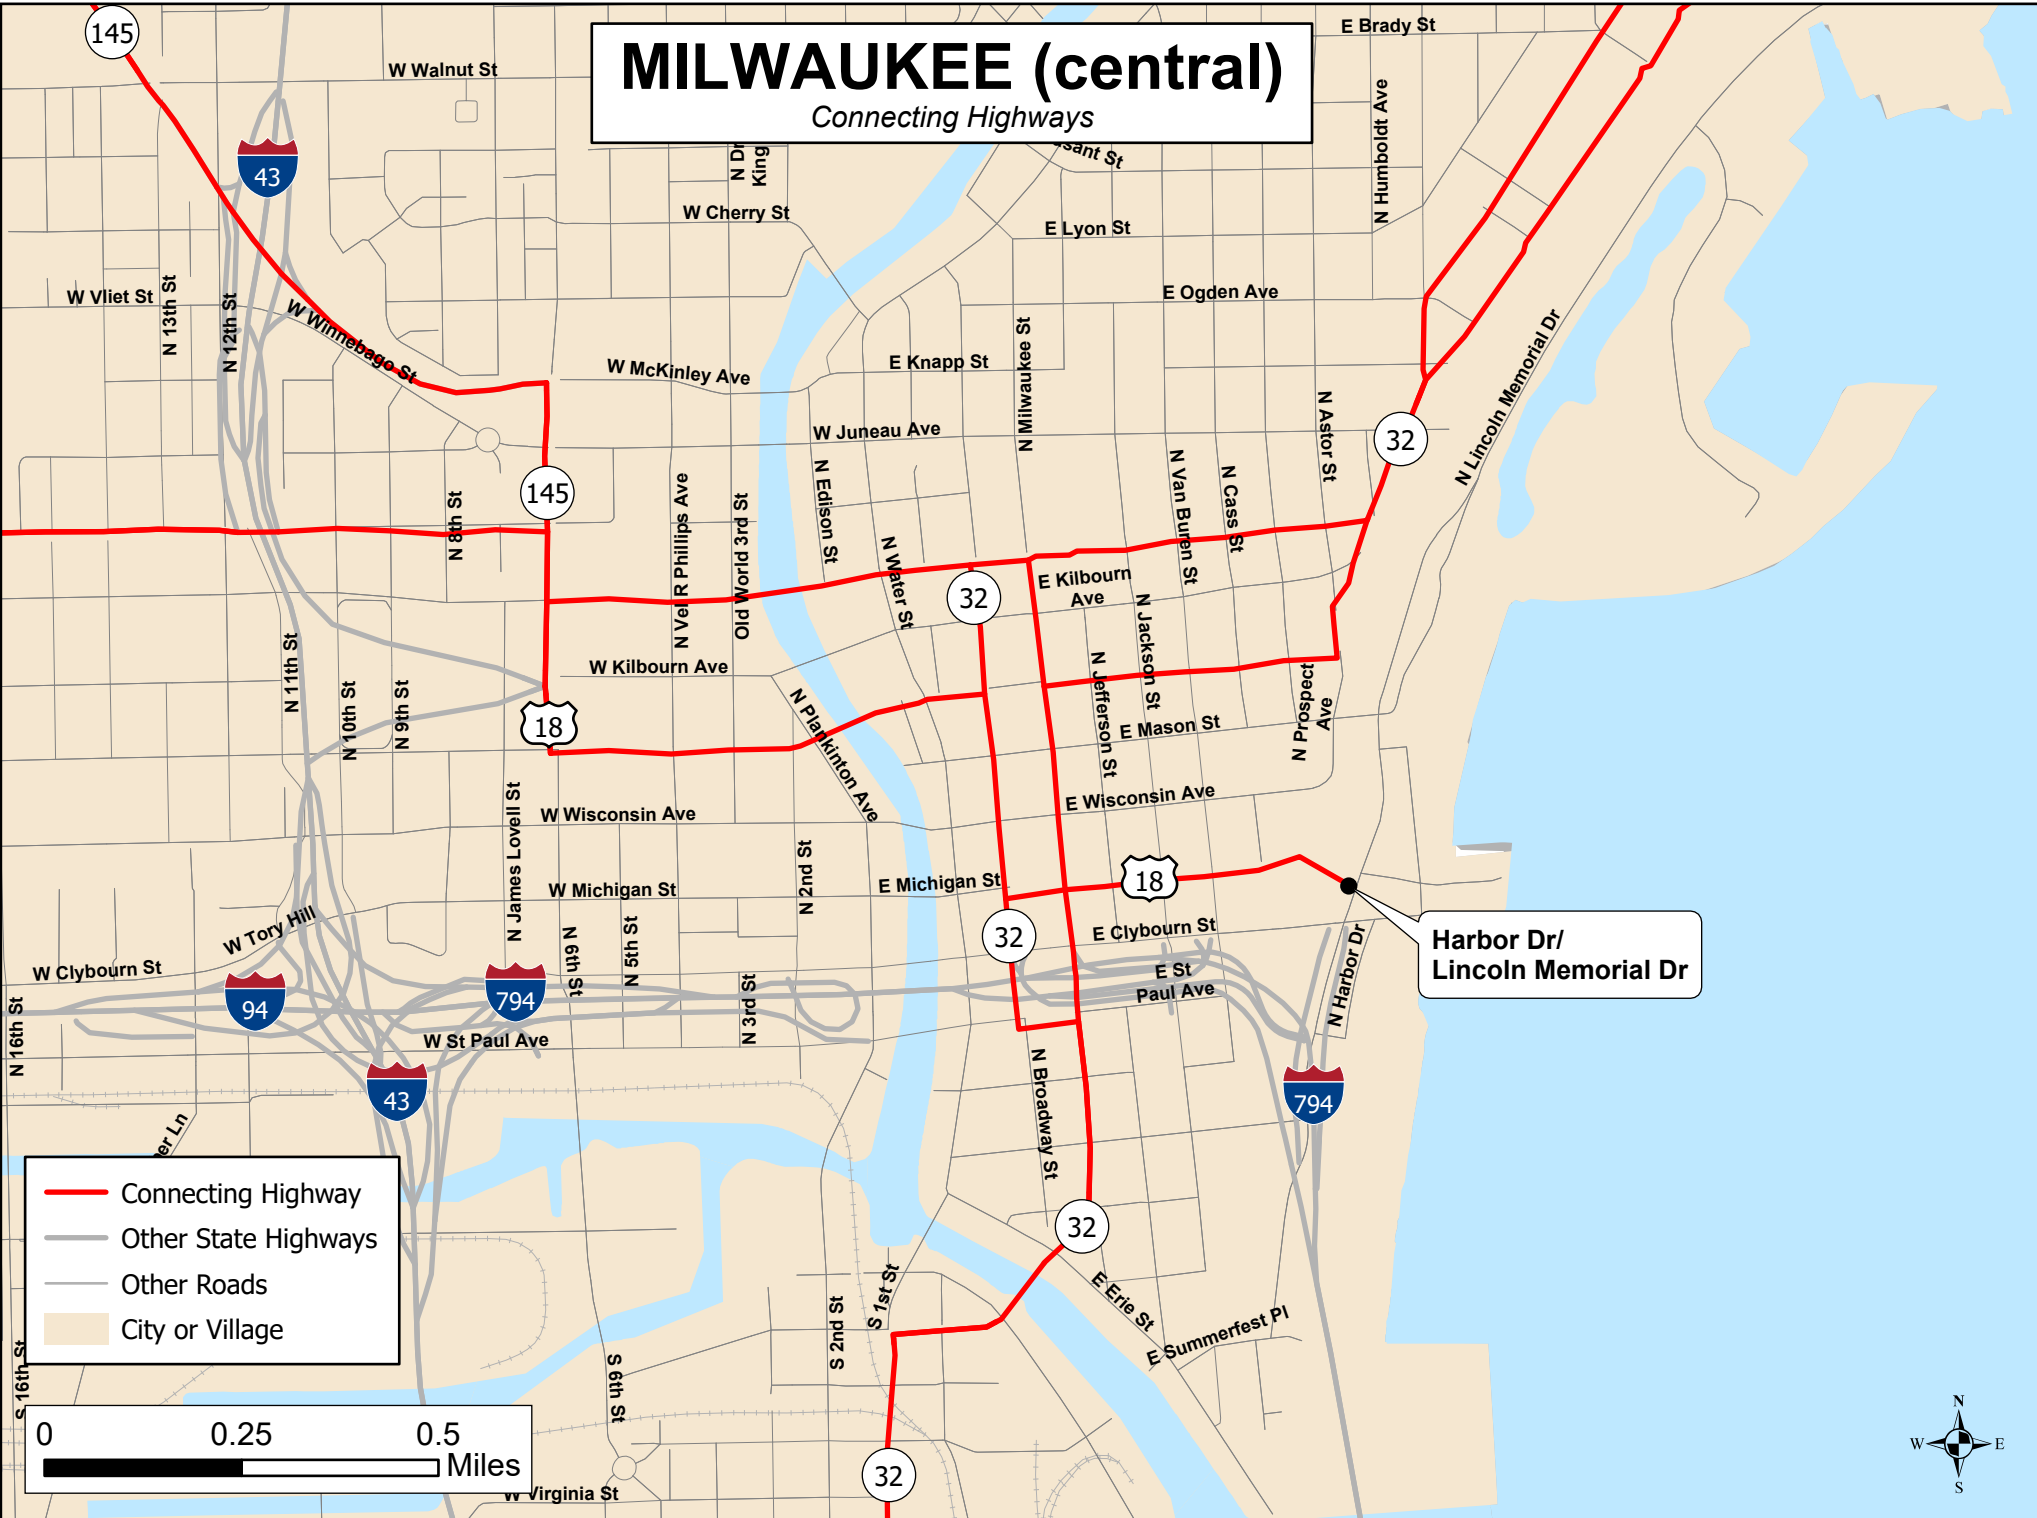 MILWAUKEE (central)
Connecting Highways
145
E Brady St
W Walnut St
N Humboldt Ave
43
N Dr
King
sant St
W Cherry St
E Lyon St
W Vliet St
N 13th St
N 12th St
W Winnebago St
E Ogden Ave
N Milwaukee St
N Lincoln Memorial Dr
W McKinley Ave
E Knapp St
N Astor St
W Juneau Ave
32
145
N 8th St
N Vel R Phillips Ave
Old World 3rd St
N Edison St
N Water St
N Van Buren St
N Cass St
32
E Kilbourn
Ave
N Jackson St
N Jefferson St
N 11th St
N 10th St
N 9th St
W Kilbourn Ave
18
N Plankinton Ave
E Mason St
N Prospect
Ave
N James Lovell St
W Wisconsin Ave
E Wisconsin Ave
W Michigan St
N 2nd St
E Michigan St
18
W Tory Hill
N 6th St
N 5th St
32
E Clybourn St
N Harbor Dr
Harbor Dr/
Lincoln Memorial Dr
W Clybourn St
94
794
N 3rd St
E St
Paul Ave
N 16th St
W St Paul Ave
43
N Broadway St
794
er Ln
32
Connecting Highway
Other State Highways
Other Roads
City or Village
S 1st St
S 2nd St
E Erie St
E Summerfest Pl
S 16th St
S 6th St
0
0.25
0.5
Miles
W Virginia St
32
N
W
E
S